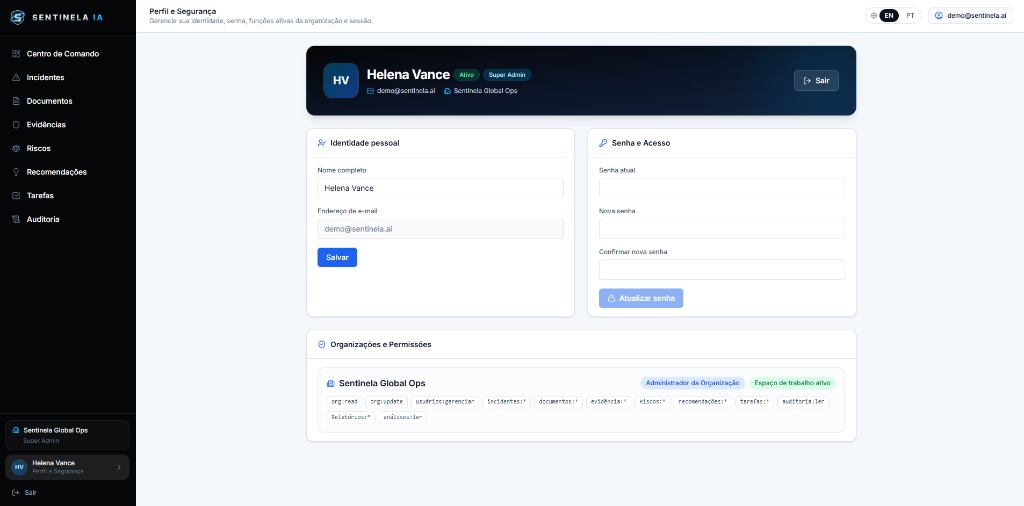 SENTINELA IA
Centro de Comando
Incidentes
Documentos
Evidências
Riscos
Recomendações
Tarefas
Auditoria
Sentinela Global Ops
Super Admin
HV
Helena Vance
Perfil e Segurança
Sair
Perfil e Segurança
Gerencie sua identidade, senha, funções ativas da organização e sessão.
EN PT
demo@sentinela.ai
HV
Helena Vance Ativo Super Admin
demo@sentinela.ai Sentinela Global Ops
Sair
Identidade pessoal
Nome completo
Helena Vance
Endereço de e-mail
demo@sentinela.ai
Salvar
Senha e Acesso
Senha atual
Nova senha
Confirmar nova senha
Atualizar senha
Organizações e Permissões
Sentinela Global Ops Administrador da Organização Espaço de trabalho ativo
org:read org:update usuários:gerenciar incidentes:* documentos:* evidência:* Riscos:* recomendações:* tarefas:* auditoria:ler
Relatórios:* análises:ler